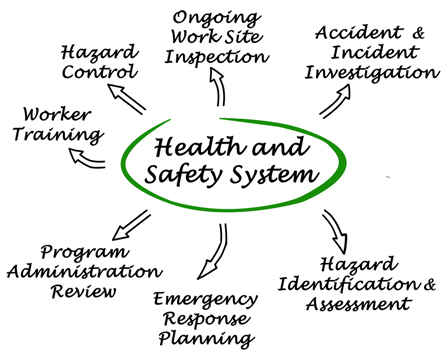 Ongoing
Work Site
Inspection
Accident &
Incident
Investigation
Hazard
Control
Worker
Training
Health and
Safety System
Program
Administration
Review
Emergency
Response
Planning
Hazard
Identification &
Assessment